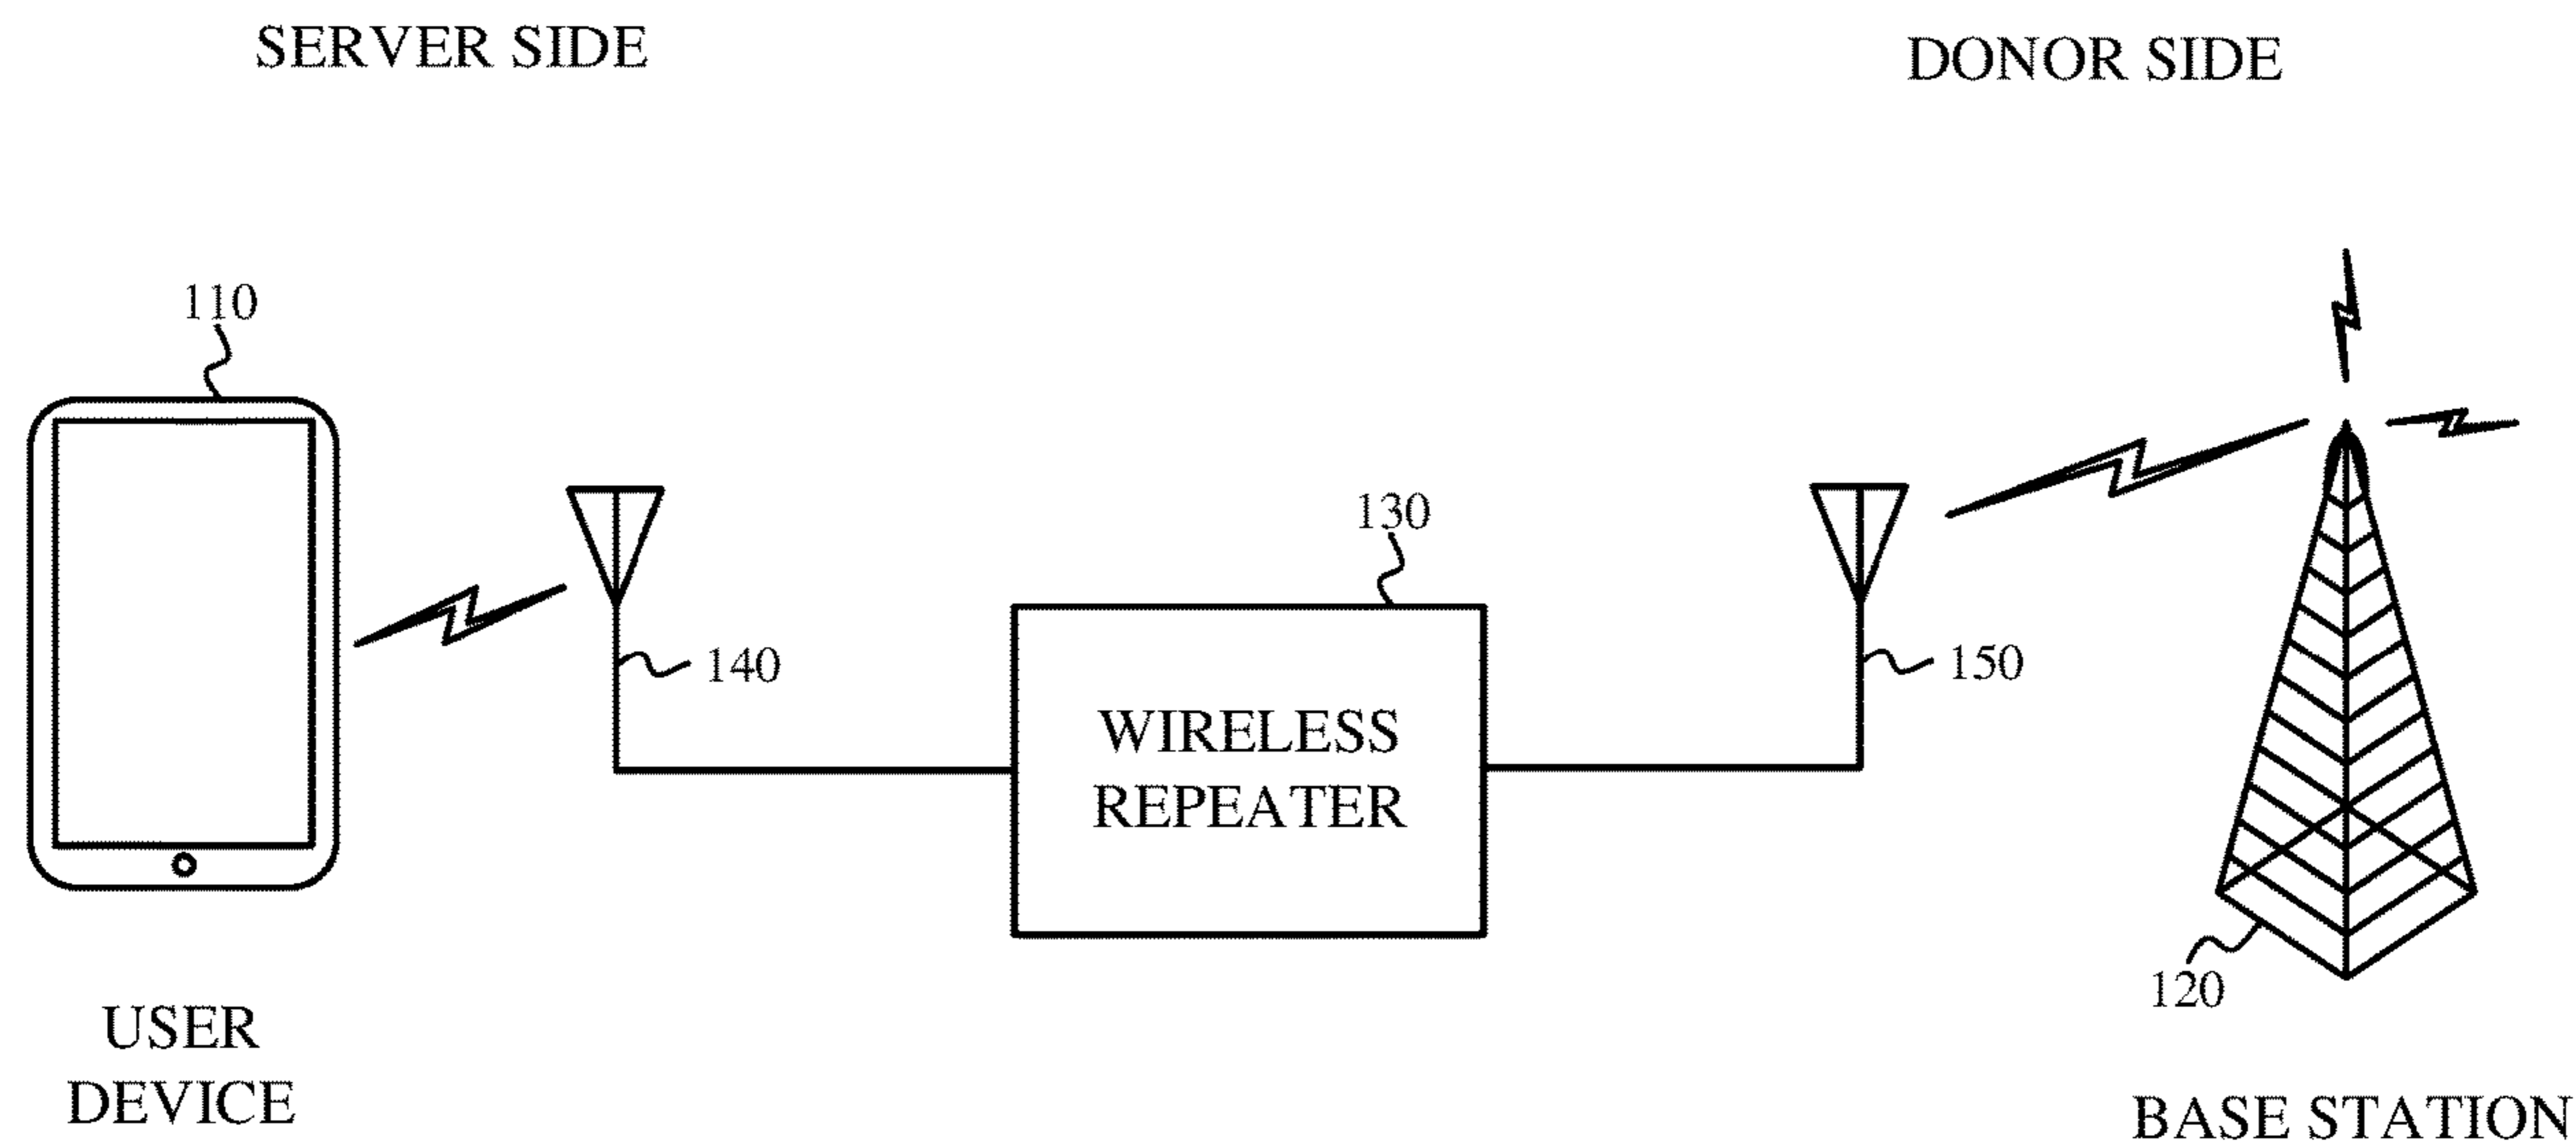 SERVER SIDE
DONOR SIDE
110
130
140
150
WIRELESS
REPEATER
120
USER
DEVICE
BASE STATION